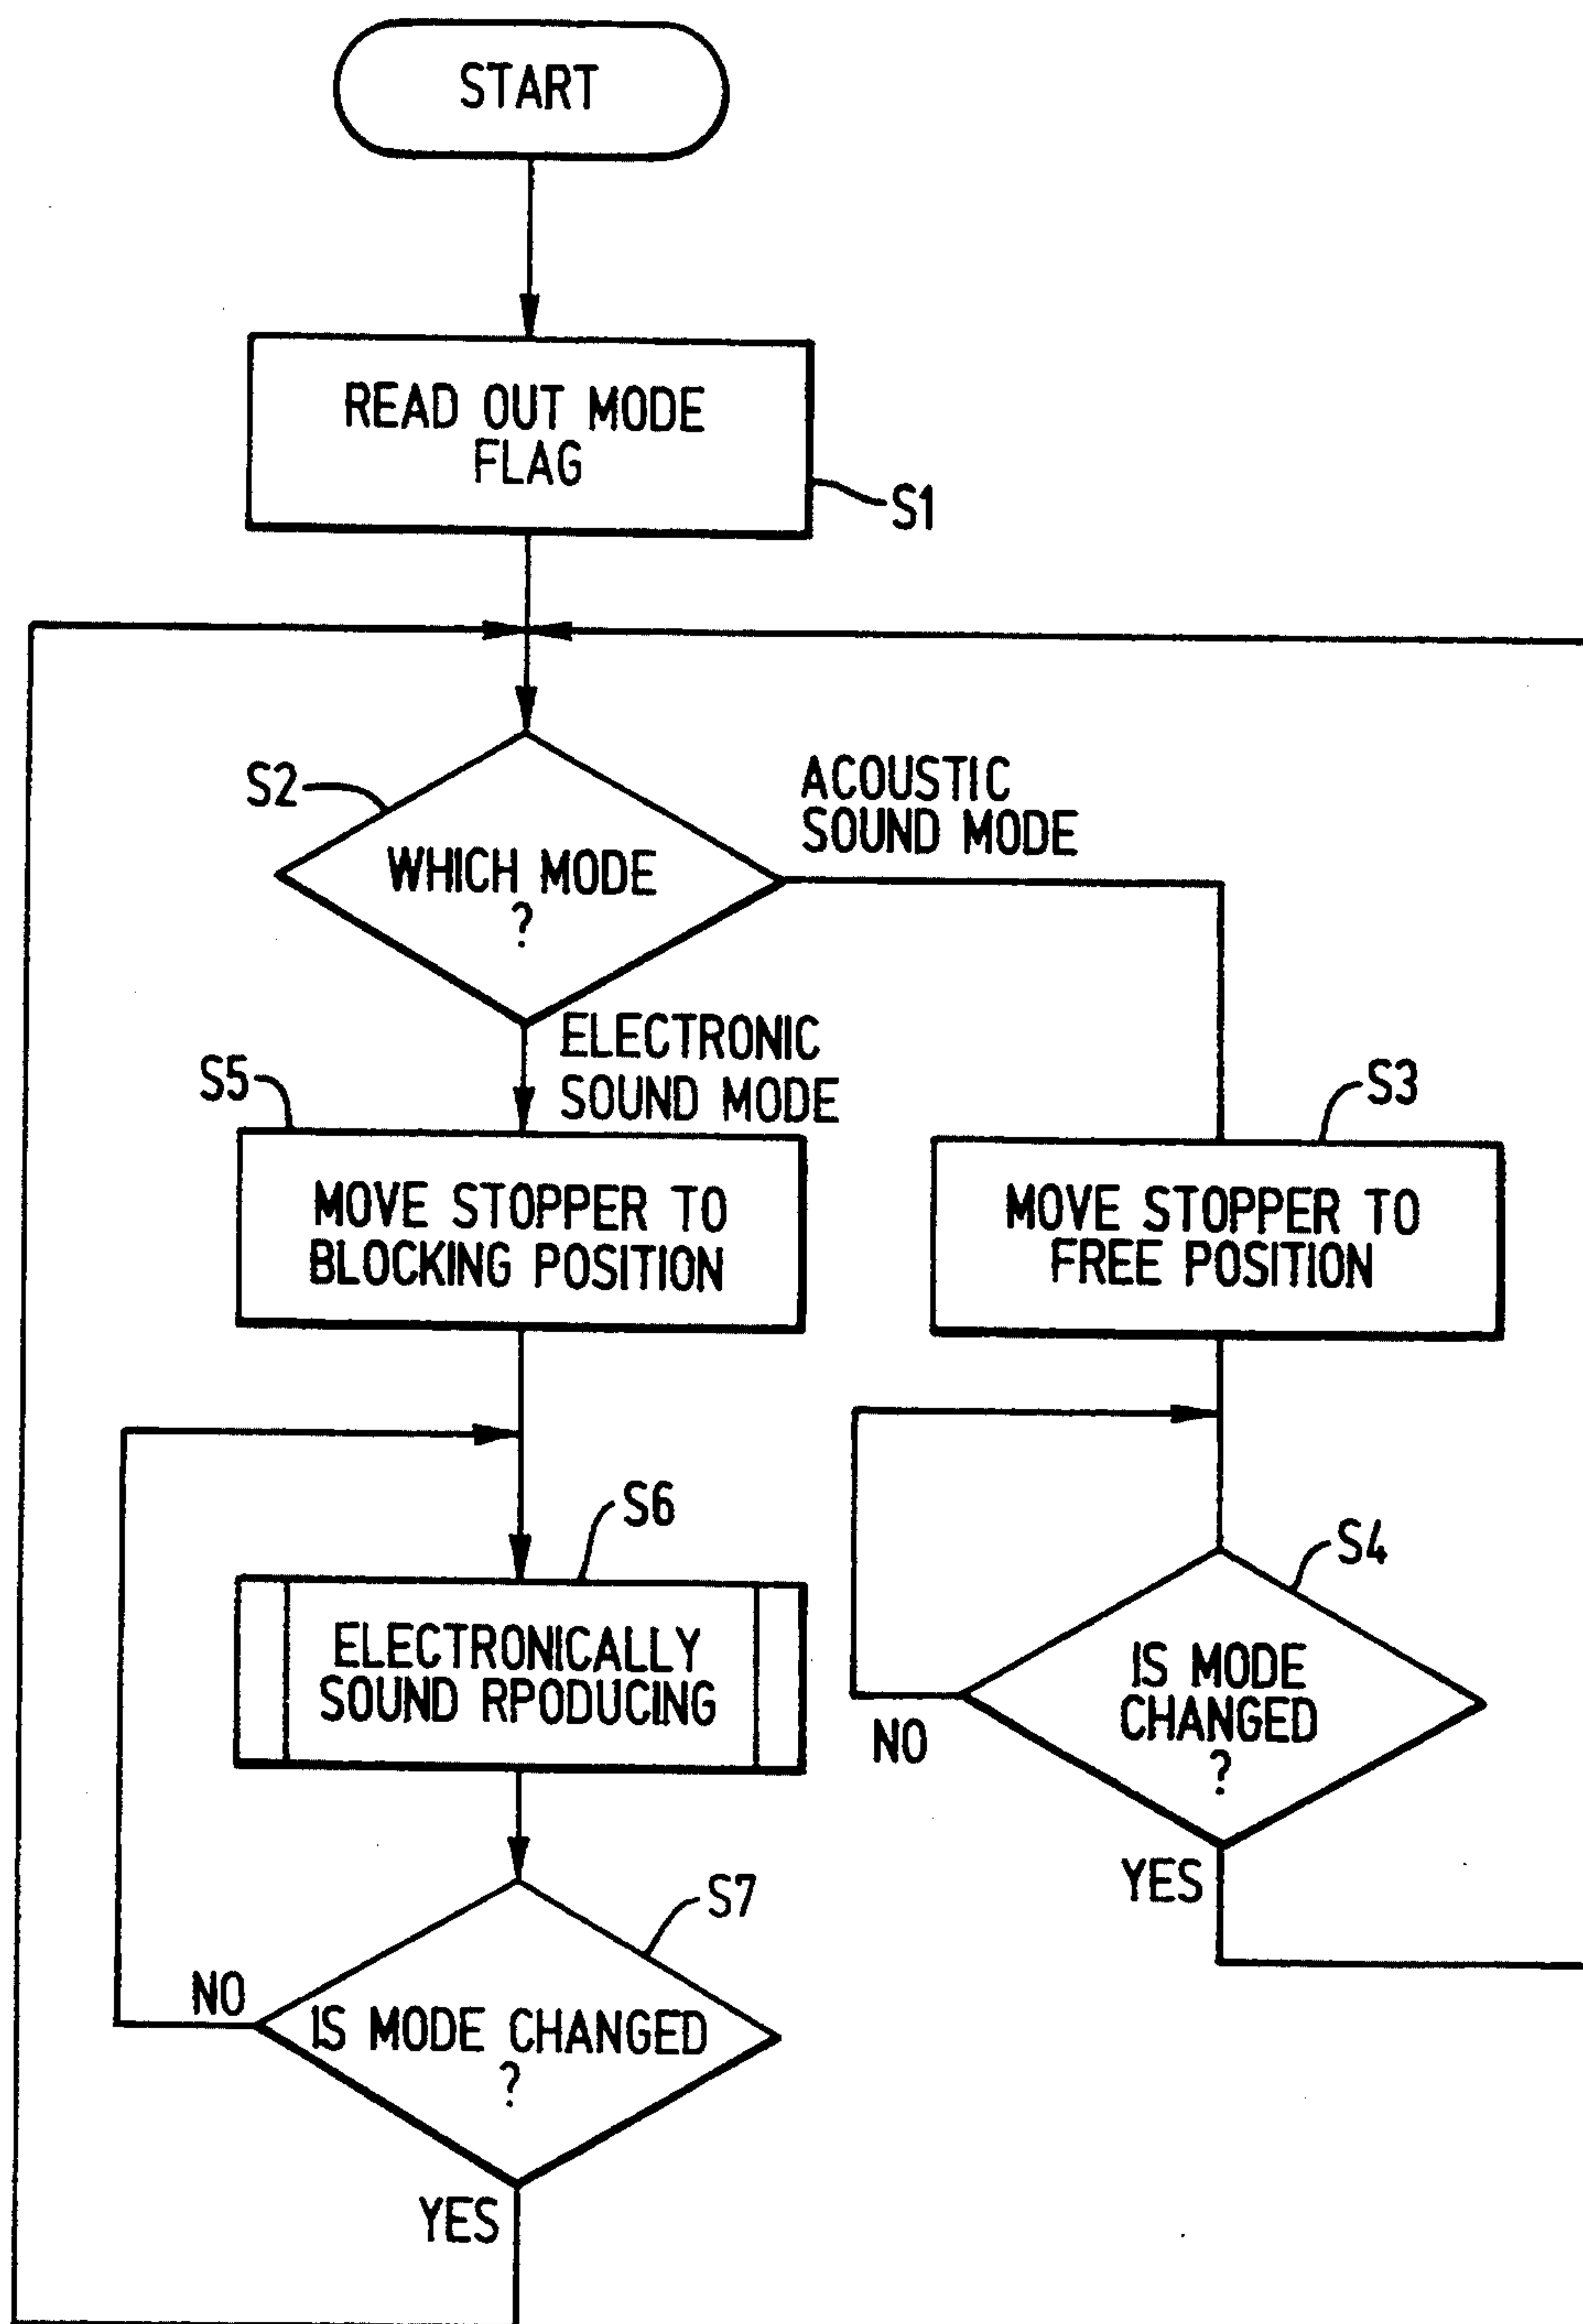 START
READ OUT MODE
FLAG
S1
S2
WHICH MODE
?
ACOUSTIC
SOUND MODE
ELECTRONIC
SOUND MODE
S5
MOVE STOPPER TO
BLOCKING POSITION
S3
MOVE STOPPER TO
FREE POSITION
S6
ELECTRONICALLY
SOUND RPODUCING
S4
IS MODE
CHANGED
?
NO
YES
S7
IS MODE CHANGED
?
NO
YES